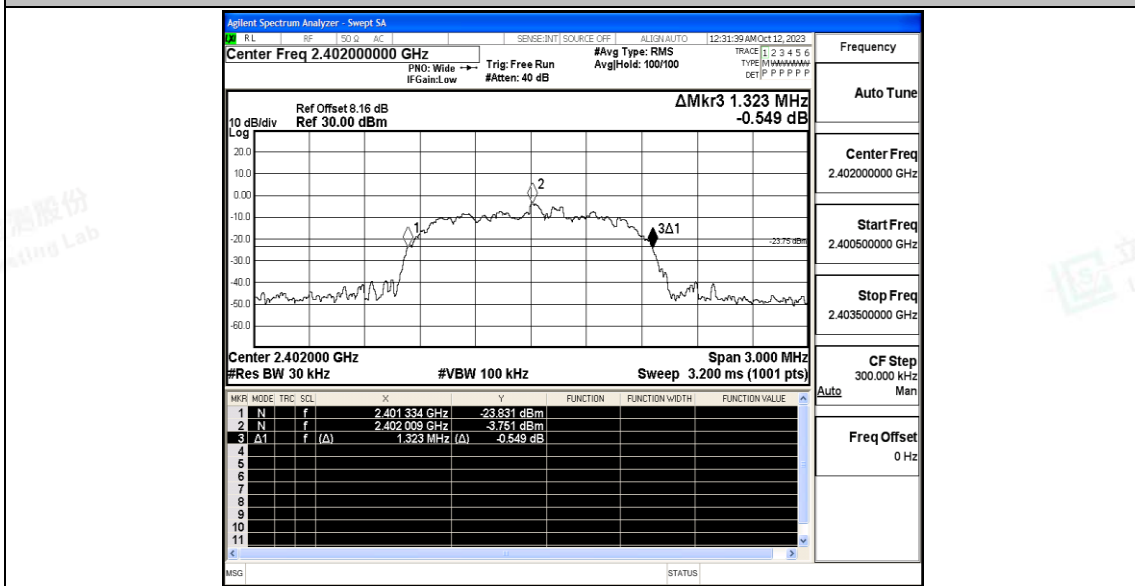 Agilent Spectrum Analyzer - Swept SA
RL RF 50 Ω AC SENSE:INT SOURCE OFF ALIGN AUTO 12:31:39 AM Oct 12, 2023
Center Freq 2.402000000 GHz
PNO: Wide
IFGain:Low
Trig: Free Run
#Atten: 40 dB
#Avg Type: RMS
Avg|Hold: 100/100
TRACE 1 2 3 4 5 6
TYPE M
DET P P P P P P
Ref Offset 8.16 dB
10 dB/div Ref 30.00 dBm
Log
ΔMkr3 1.323 MHz
-0.549 dB
20.0
10.0
0.00
-10.0
-20.0
-30.0
-40.0
-50.0
-60.0
1
2
3Δ1
-23.75 dBm
Center 2.402000 GHz Span 3.000 MHz
#Res BW 30 kHz #VBW 100 kHz Sweep 3.200 ms (1001 pts)
MKR MODE TRC SCL X Y FUNCTION FUNCTION WIDTH FUNCTION VALUE
1 N f 2.401 334 GHz -23.831 dBm
2 N f 2.402 009 GHz -3.751 dBm
3 Δ1 f (Δ) 1.323 MHz (Δ) -0.549 dB
4
5
6
7
8
9
10
11
MSG STATUS
Frequency
Auto Tune
Center Freq
2.402000000 GHz
Start Freq
2.400500000 GHz
Stop Freq
2.403500000 GHz
CF Step
300.000 kHz
Auto Man
Freq Offset
0 Hz
股份
Lab